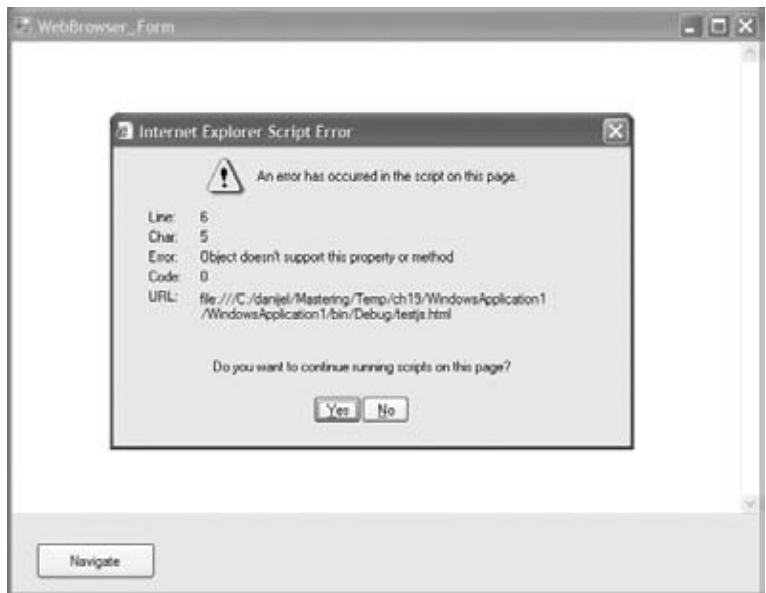 WebBrowser_Form
Internet Explorer Script Error
An error has occurred in the script on this page.
Line: 6
Char: 5
Error: Object doesn't support this property or method
Code: 0
URL: file:///C:/danijel/Mastering/Temp/ch15/WindowsApplication1
/WindowsApplication1/bin/Debug/testjs.html
Do you want to continue running scripts on this page?
Yes No
Navigate